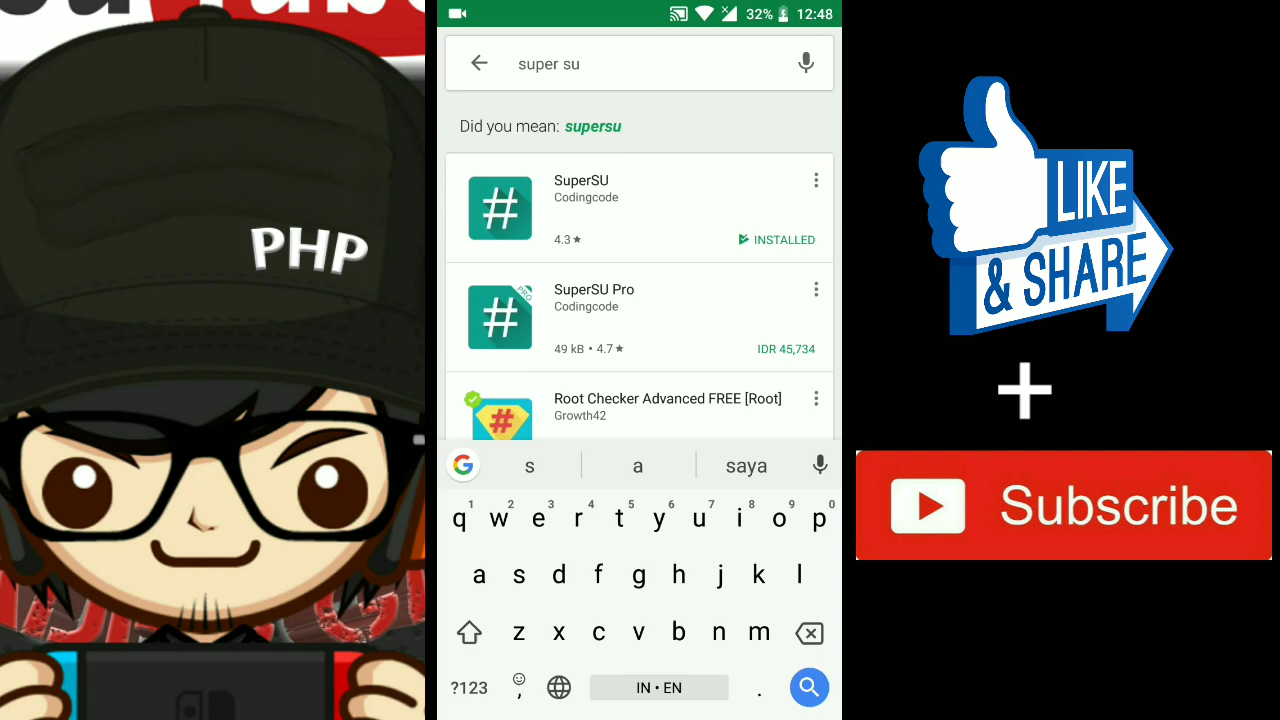 PHP
32% 12:48
super su
Did you mean: supersu
SuperSU
Codingcode
4.3★
INSTALLED
SuperSU Pro
Codingcode
49 kB • 4.7★
IDR 45,734
PRO
Root Checker Advanced FREE [Root]
Growth42
s a saya
1 2 3 4 5 6 7 8 9 0
q w e r t y u i o p
a s d f g h j k l
z x c v b n m
?123 , IN • EN .
LIKE
& SHARE
+
Subscribe